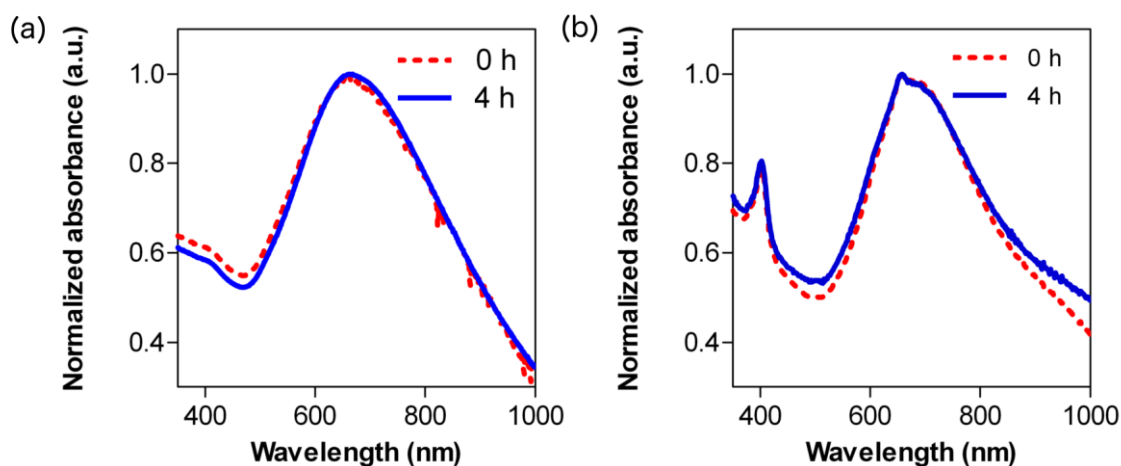 (a)
Normalized absorbance (a.u.)
1.0
0.8
0.6
0.4
0 h
4 h
400 600 800 1000
Wavelength (nm)
(b)
Normalized absorbance (a.u.)
1.0
0.8
0.6
0.4
0 h
4 h
400 600 800 1000
Wavelength (nm)